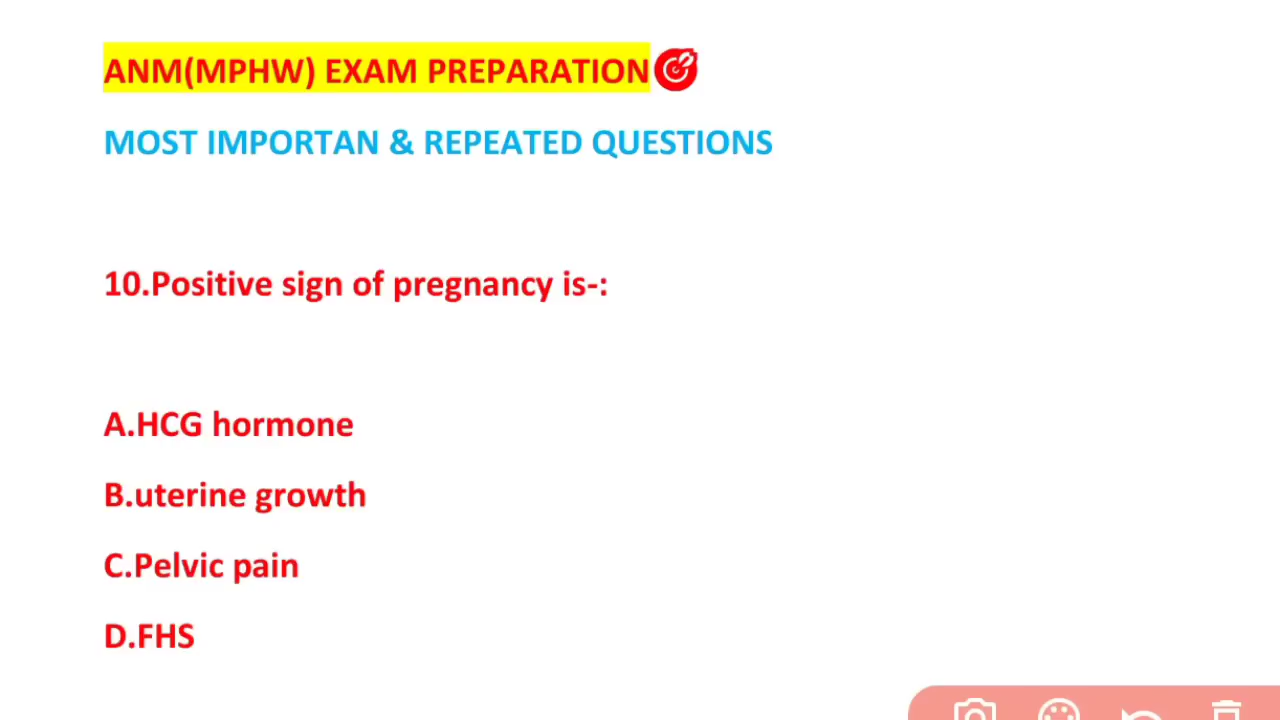 ANM(MPHW) EXAM PREPARATION
MOST IMPORTAN & REPEATED QUESTIONS
10.Positive sign of pregnancy is-:
A.HCG hormone
B.uterine growth
C.Pelvic pain
D.FHS